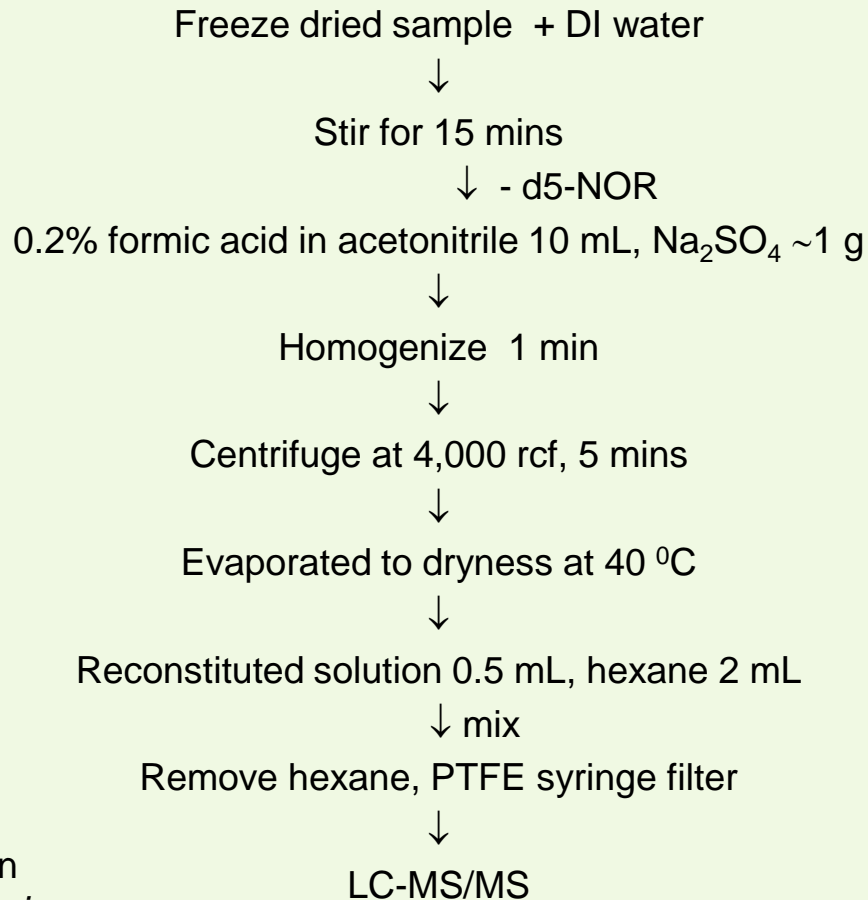 Freeze dried sample + DI water
↓
Stir for 15 mins
↓ - d5-NOR
0.2% formic acid in acetonitrile 10 mL, Na₂SO₄ ~1 g
↓
Homogenize 1 min
↓
Centrifuge at 4,000 rcf, 5 mins
↓
Evaporated to dryness at 40 ⁰C
↓
Reconstituted solution 0.5 mL, hexane 2 mL
↓ mix
Remove hexane, PTFE syringe filter
↓
LC-MS/MS